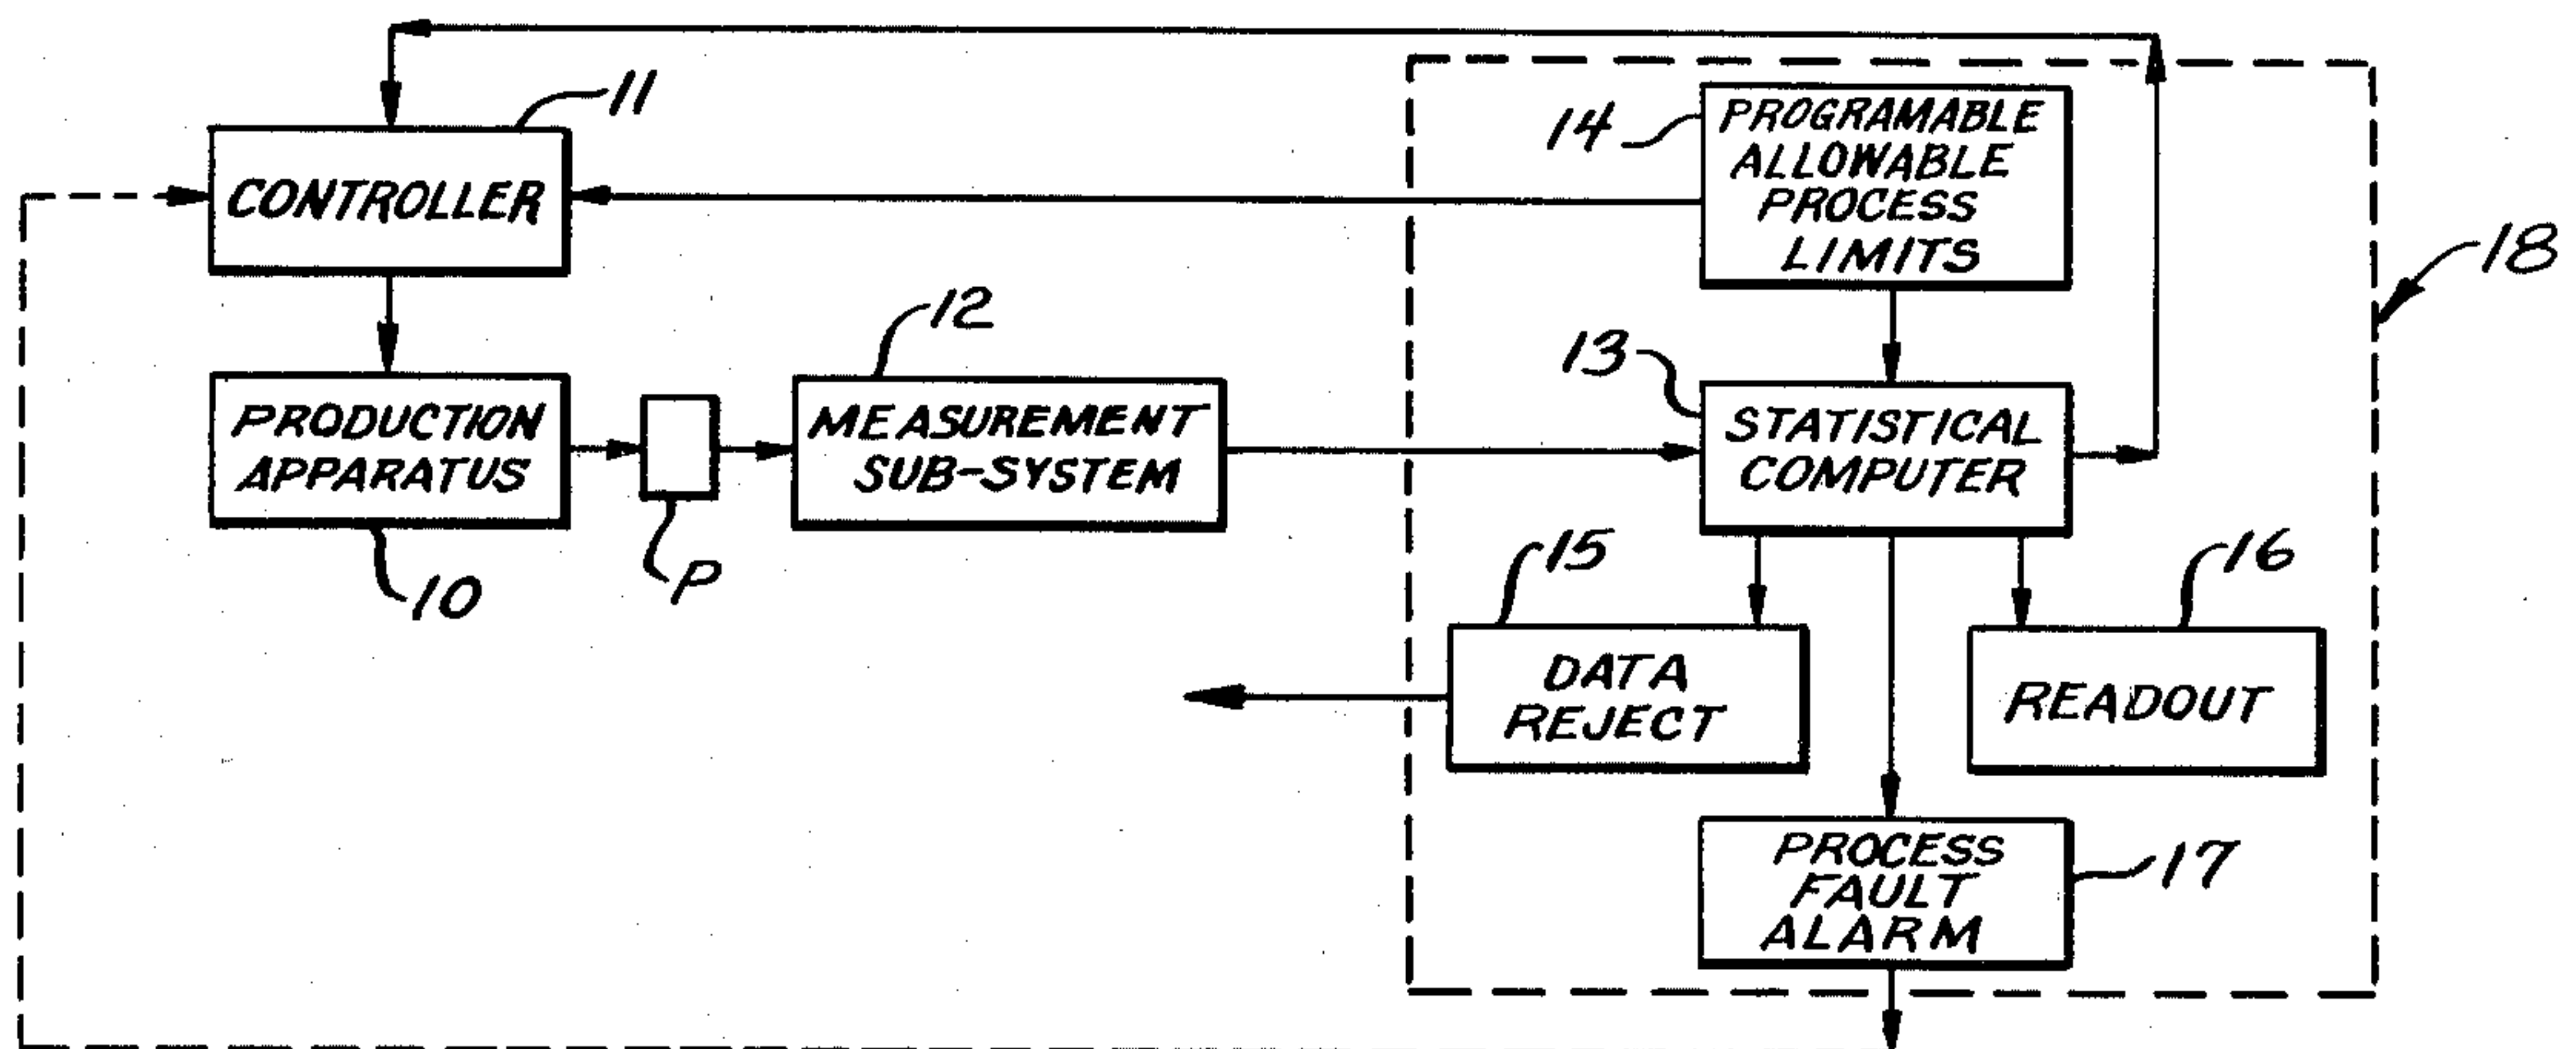 11
CONTROLLER
14
PROGRAMABLE
ALLOWABLE
PROCESS
LIMITS
18
12
13
PRODUCTION
APPARATUS
10
P
MEASUREMENT
SUB-SYSTEM
STATISTICAL
COMPUTER
15
16
DATA
REJECT
READOUT
PROCESS
FAULT
ALARM
17